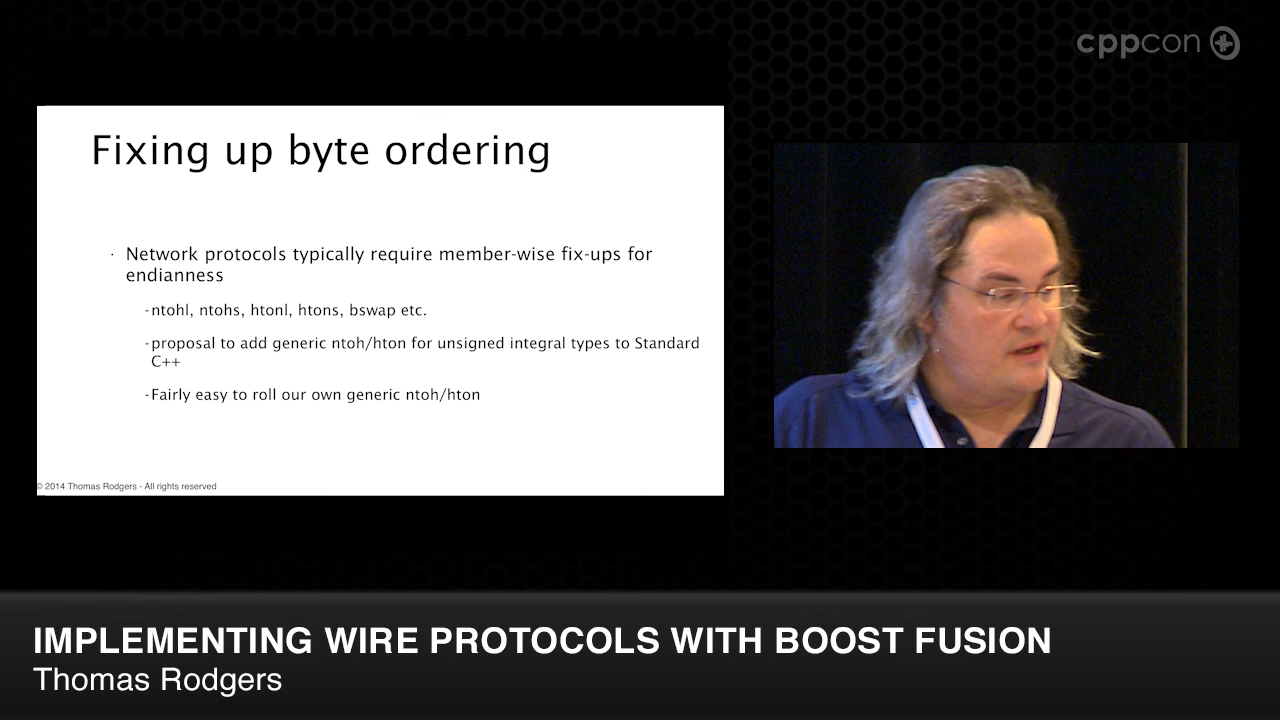 cppcon
Fixing up byte ordering
· Network protocols typically require member-wise fix-ups for
endianness
-ntohl, ntohs, htonl, htons, bswap etc.
-proposal to add generic ntoh/hton for unsigned integral types to Standard
C++
-Fairly easy to roll our own generic ntoh/hton
© 2014 Thomas Rodgers - All rights reserved
IMPLEMENTING WIRE PROTOCOLS WITH BOOST FUSION
Thomas Rodgers